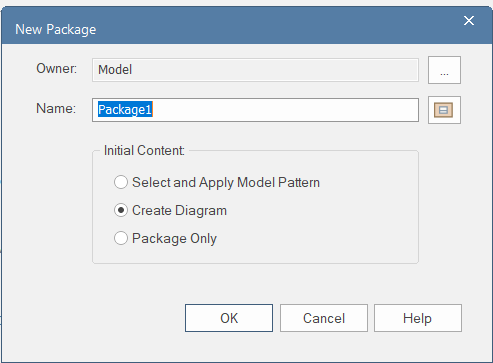 New Package
Owner: Model ...
Name: Package1
Initial Content:
Select and Apply Model Pattern
Create Diagram
Package Only
OK Cancel Help